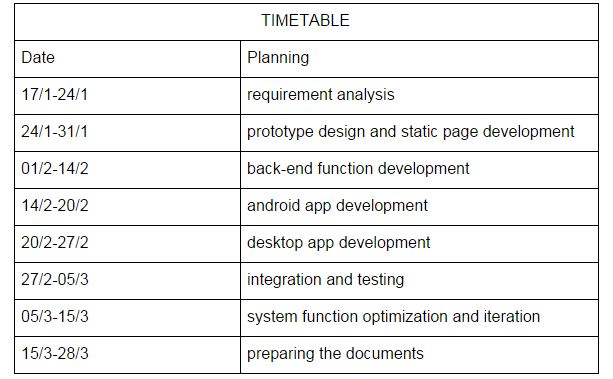 TIMETABLE
Date Planning
17/1-24/1 requirement analysis
24/1-31/1 prototype design and static page development
01/2-14/2 back-end function development
14/2-20/2 android app development
20/2-27/2 desktop app development
27/2-05/3 integration and testing
05/3-15/3 system function optimization and iteration
15/3-28/3 preparing the documents